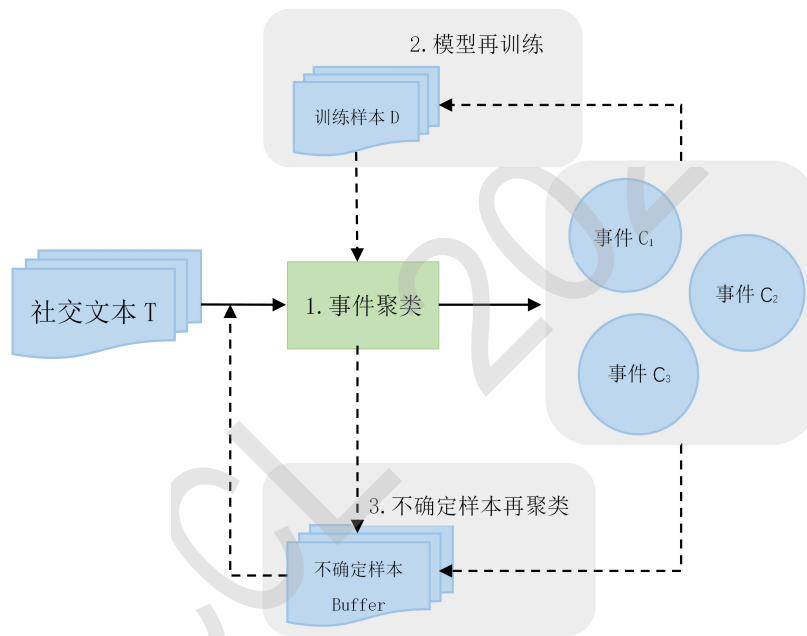 2.模型再训练
训练样本 D
事件 C₁
事件 C₂
社交文本 T
1.事件聚类
事件 C₃
3.不确定样本再聚类
不确定样本
Buffer
CL 202